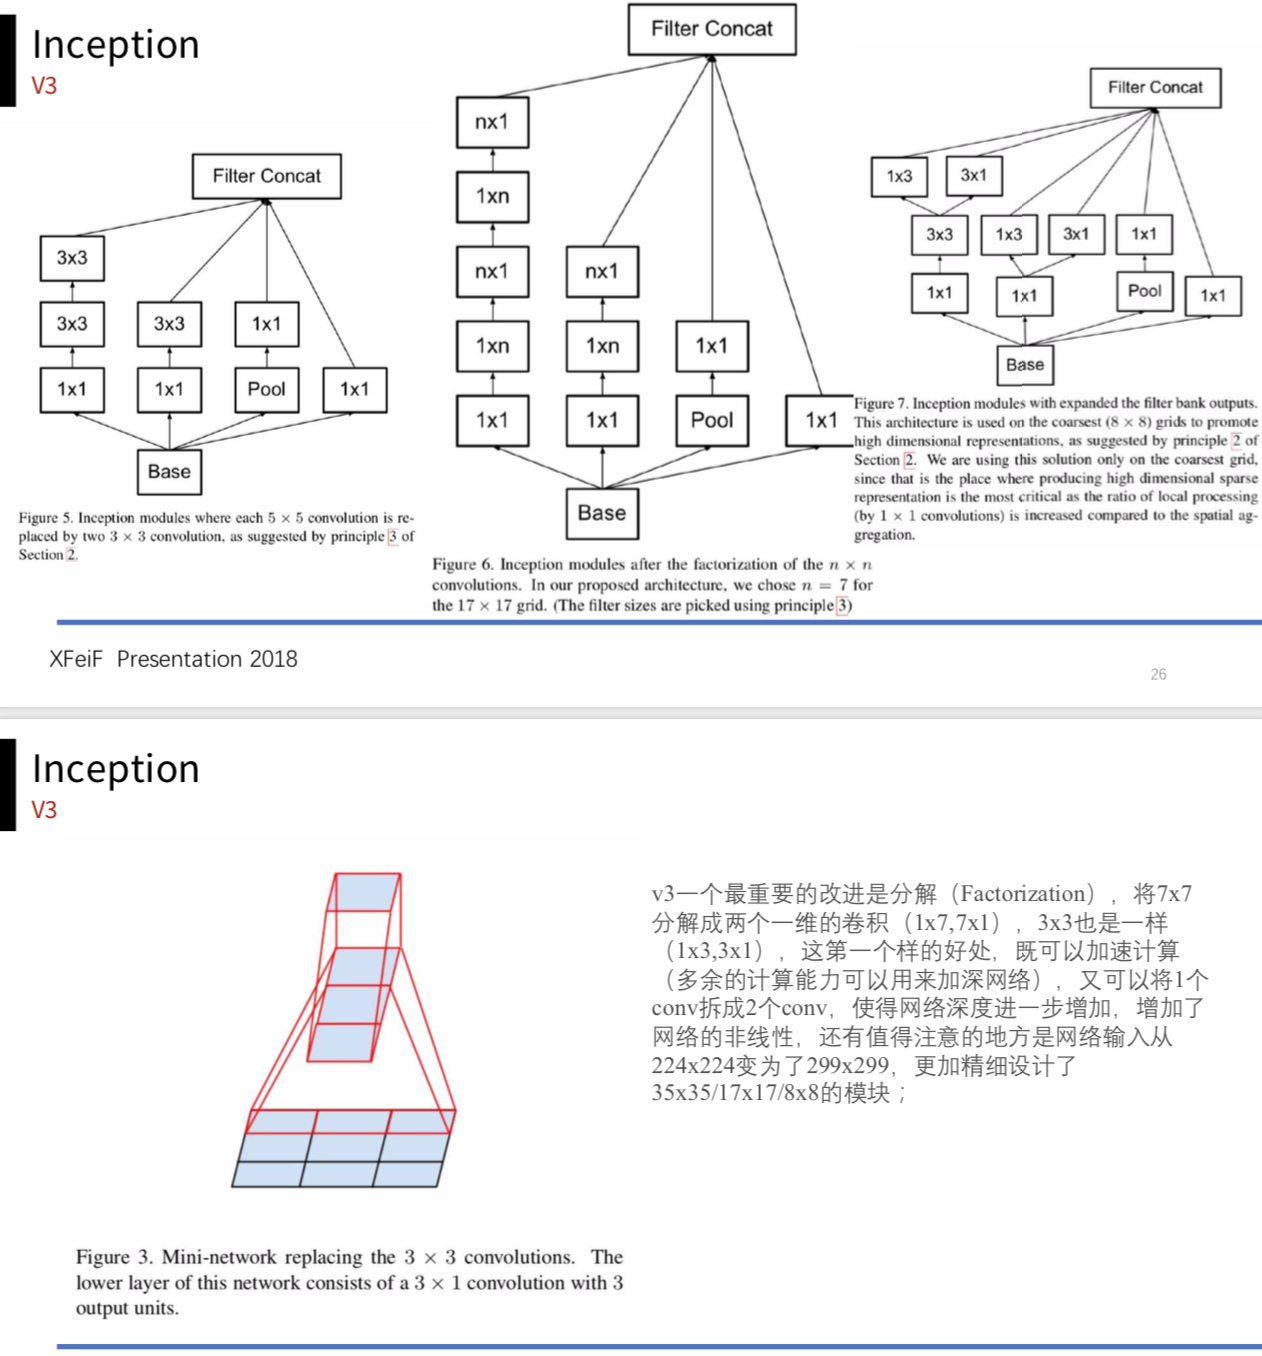 Inception
V3
Filter Concat
3x3
3x3
3x3
1x1
1x1
1x1
Pool
1x1
Base
Figure 5. Inception modules where each 5 × 5 convolution is re-
placed by two 3 × 3 convolution, as suggested by principle 3 of
Section 2.
Filter Concat
nx1
1xn
nx1
nx1
1xn
1xn
1x1
1x1
1x1
Pool
1x1
Base
Figure 6. Inception modules after the factorization of the n × n
convolutions. In our proposed architecture, we chose n = 7 for
the 17 × 17 grid. (The filter sizes are picked using principle 3)
Filter Concat
1x3
3x1
3x3
1x3
3x1
1x1
1x1
1x1
Pool
1x1
Base
Figure 7. Inception modules with expanded the filter bank outputs.
This architecture is used on the coarsest (8 × 8) grids to promote
high dimensional representations, as suggested by principle 2 of
Section 2. We are using this solution only on the coarsest grid,
since that is the place where producing high dimensional sparse
representation is the most critical as the ratio of local processing
(by 1 × 1 convolutions) is increased compared to the spatial ag-
gregation.
XFeiF Presentation 2018
26
Inception
V3
v3一个最重要的改进是分解（Factorization），将7x7
分解成两个一维的卷积（1x7,7x1），3x3也是一样
（1x3,3x1），这第一个样的好处，既可以加速计算
（多余的计算能力可以用来加深网络），又可以将1个
conv拆成2个conv，使得网络深度进一步增加，增加了
网络的非线性，还有值得注意的地方是网络输入从
224x224变为了299x299，更加精细设计了
35x35/17x17/8x8的模块；
Figure 3. Mini-network replacing the 3 × 3 convolutions. The
lower layer of this network consists of a 3 × 1 convolution with 3
output units.